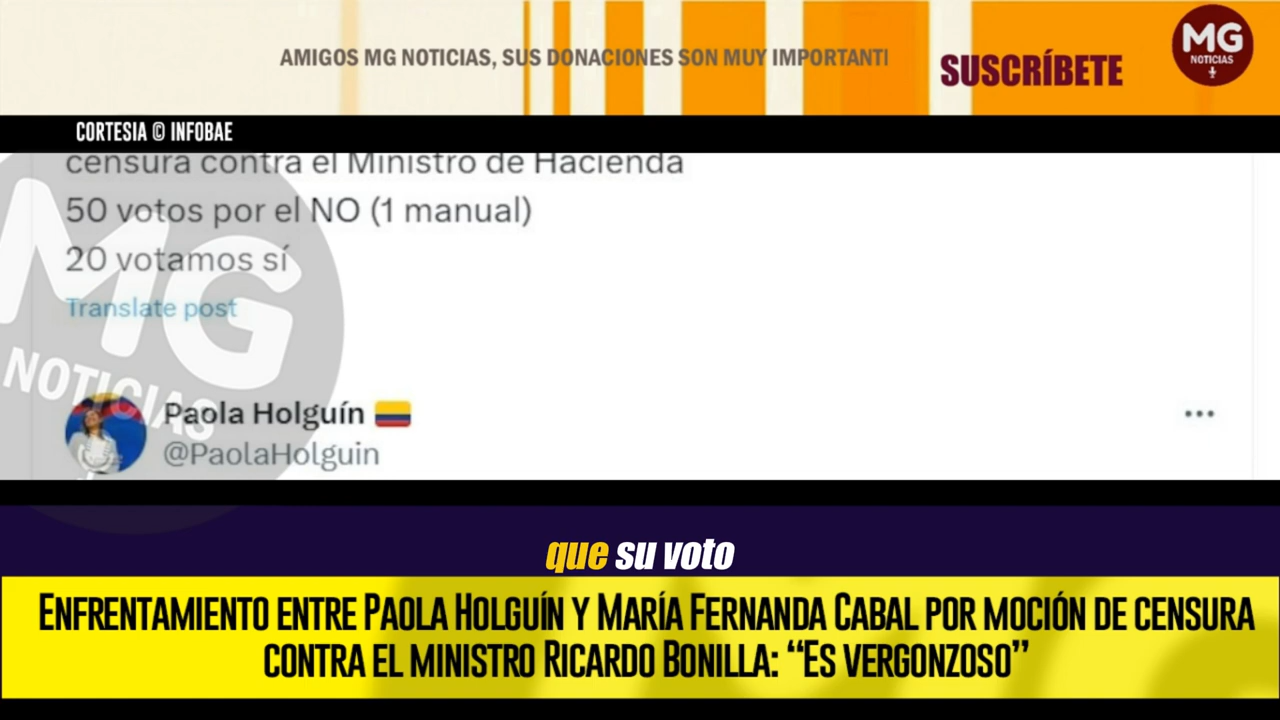 AMIGOS MG NOTICIAS, SUS DONACIONES SON MUY IMPORTANTI
SUSCRÍBETE
MG
NOTICIAS
CORTESIA © INFOBAE
censura contra el Ministro de Hacienda
50 votos por el NO (1 manual)
20 votamos sí
Translate post
MG
NOTICIAS
Paola Holguín
@PaolaHolguin
que su voto
ENFRENTAMIENTO ENTRE PAOLA HOLGUÍN Y MARÍA FERNANDA CABAL POR MOCIÓN DE CENSURA
CONTRA EL MINISTRO RICARDO BONILLA: “ES VERGONZOSO”